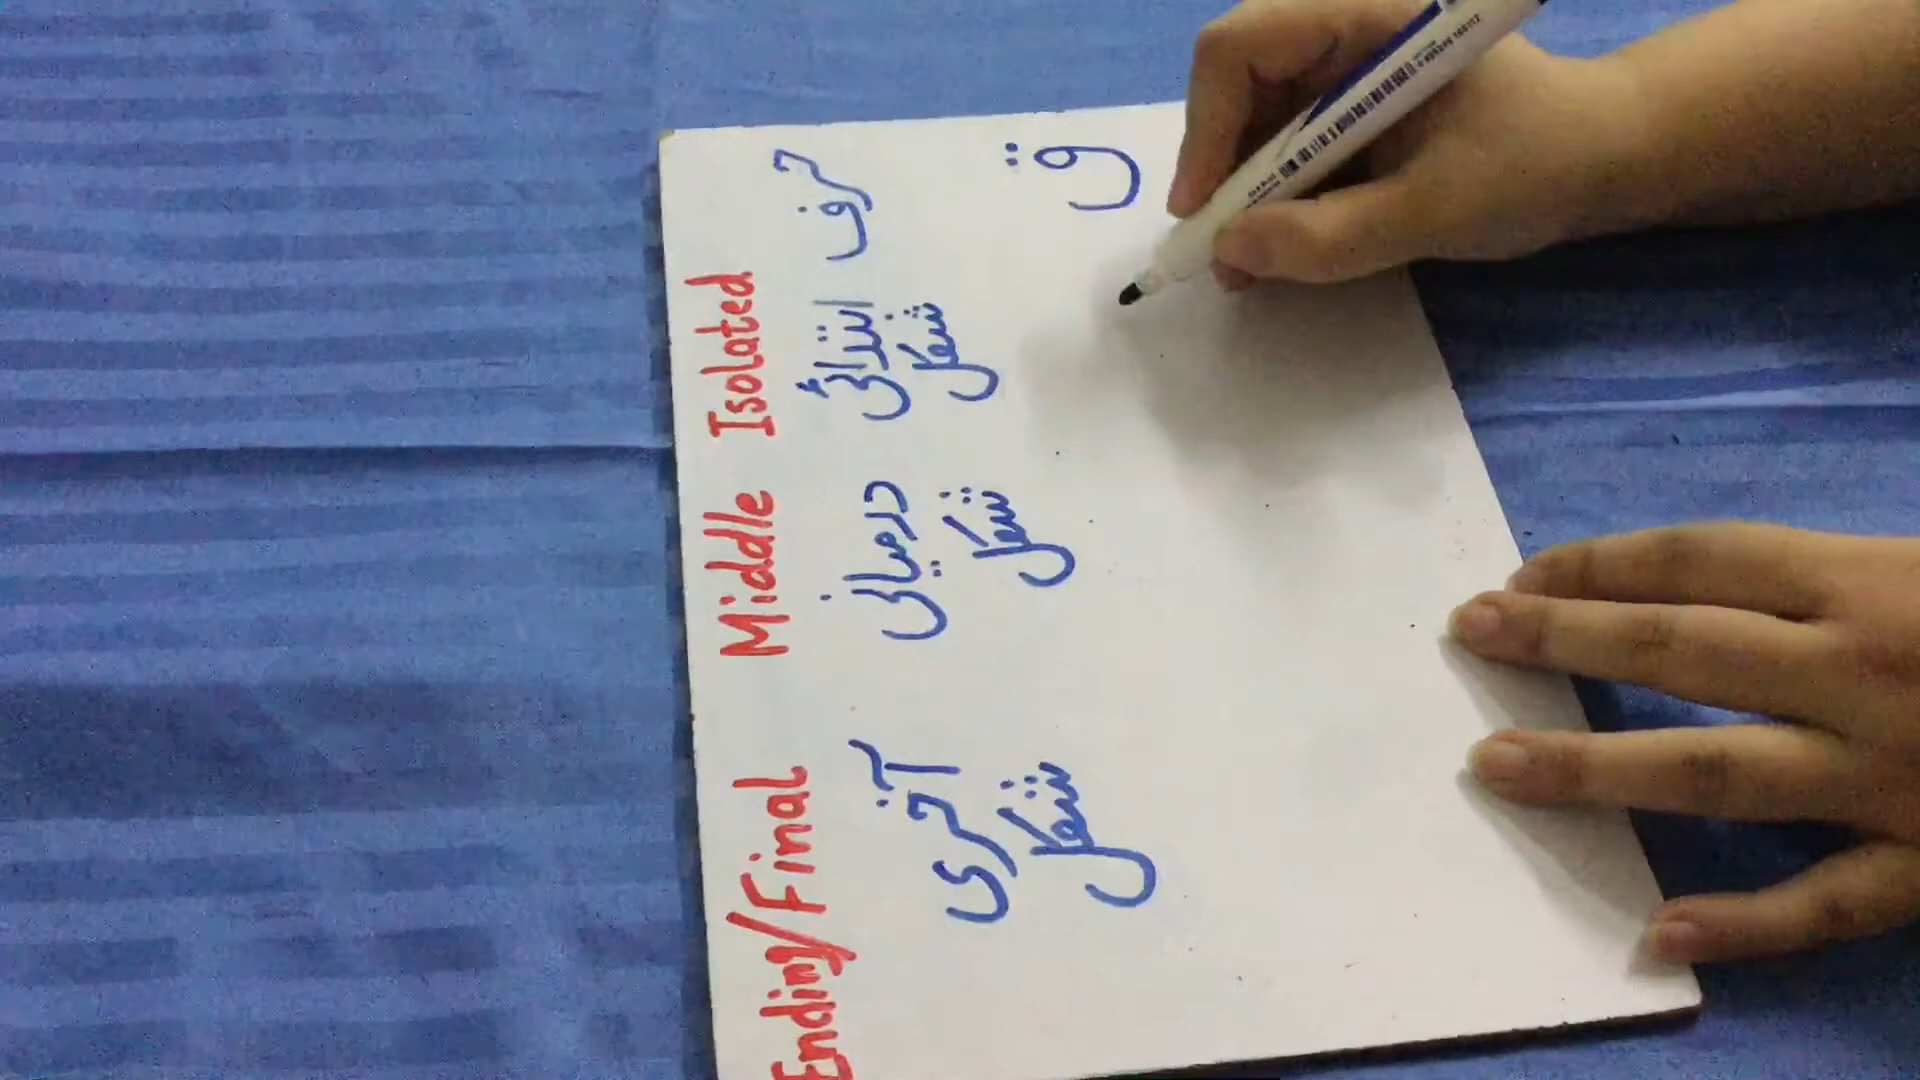 Ending/Final Middle Isolated
حرف
ابتدائی شکل
درمیانی شکل
آخری شکل
ق